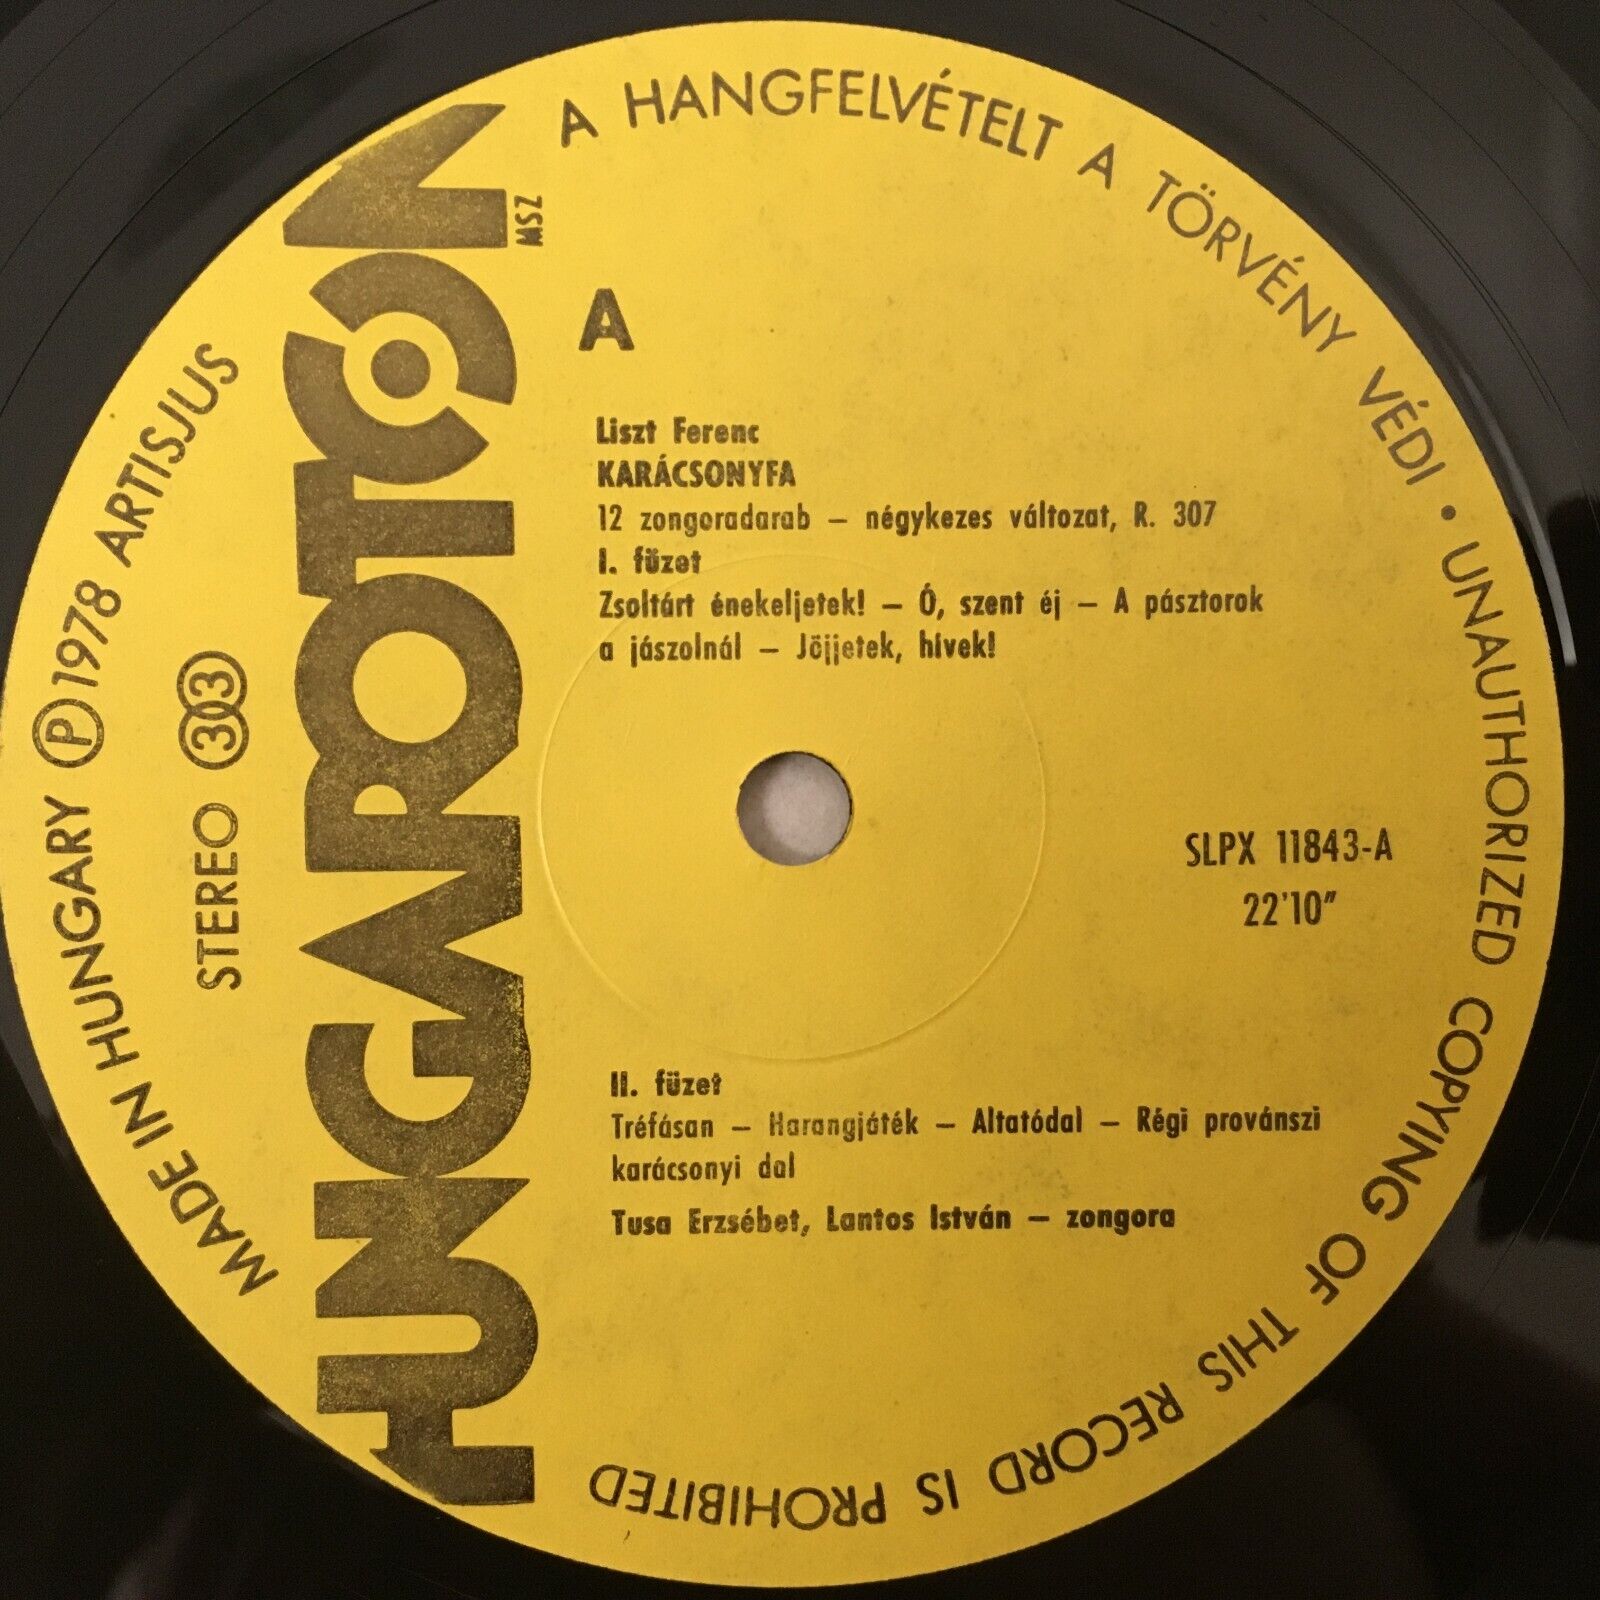 A HANGFELVÉTELT A TÖRVÉNY VÉDI • UNAUTHORIZED COPYING OF THIS RECORD IS PROHIBITED
MADE IN HUNGARY Ⓟ 1978 ARTISJUS
STEREO 33
HUNGAROTON
MSZ
A
Liszt Ferenc
KARÁCSONYFA
12 zongoradarab – négykezes változat, R. 307
I. füzet
Zsoltárt énekeljetek! – Ó, szent éj – A pásztorok
a jászolnál – Jöjjetek, hívek!
SLPX 11843-A
22'10"
II. füzet
Tréfásan – Harangjáték – Altatódal – Régi provánszi
karácsonyi dal
Tusa Erzsébet, Lantos István – zongora